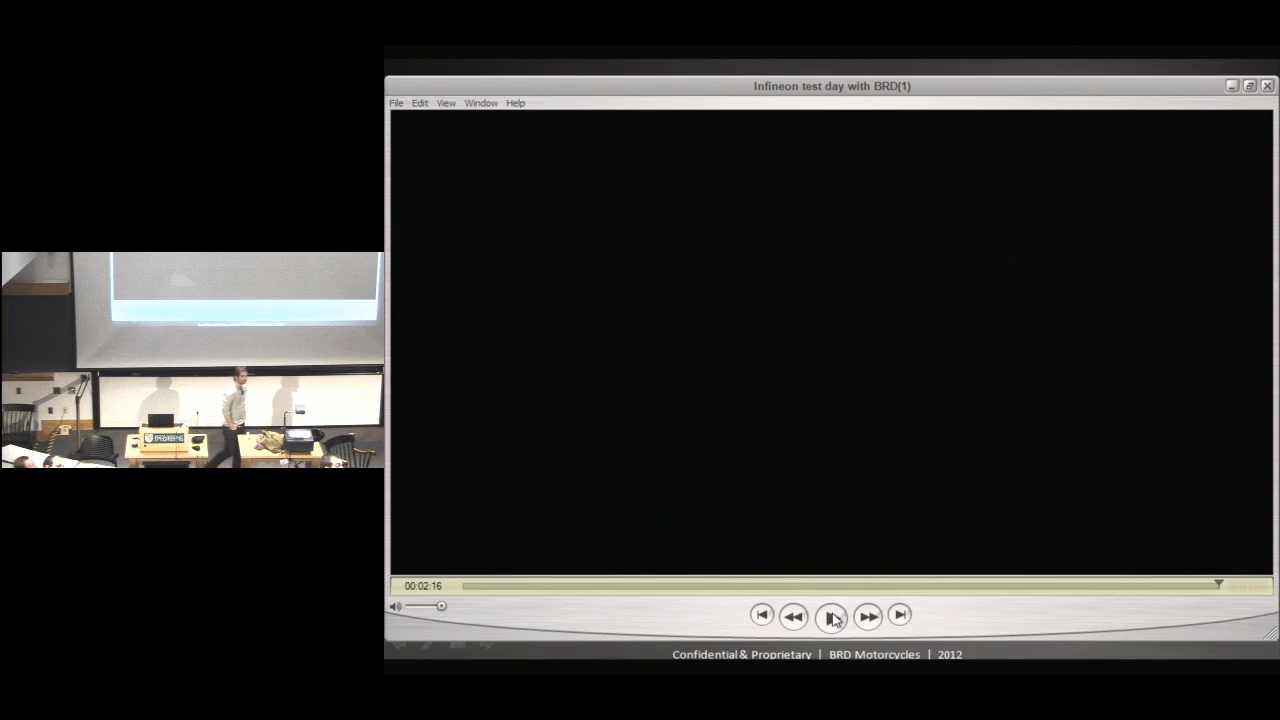 Infineon test day with BRD(1)
File Edit View Window Help
00:02:16
Confidential & Proprietary | BRD Motorcycles | 2012